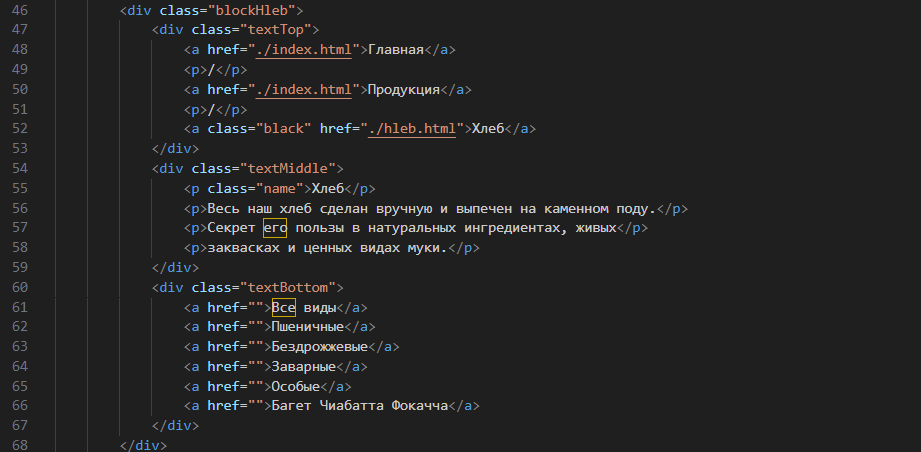 46 <div class="blockHleb">
47 <div class="textTop">
48 <a href="./index.html">Главная</a>
49 <p>/</p>
50 <a href="./index.html">Продукция</a>
51 <p>/</p>
52 <a class="black" href="./hleb.html">Хлеб</a>
53 </div>
54 <div class="textMiddle">
55 <p class="name">Хлеб</p>
56 <p>Весь наш хлеб сделан вручную и выпечен на каменном поду.</p>
57 <p>Секрет его пользы в натуральных ингредиентах, живых</p>
58 <p>заквасках и ценных видах муки.</p>
59 </div>
60 <div class="textBottom">
61 <a href="">Все виды</a>
62 <a href="">Пшеничные</a>
63 <a href="">Бездрожжевые</a>
64 <a href="">Заварные</a>
65 <a href="">Особые</a>
66 <a href="">Багет Чиабатта Фокачча</a>
67 </div>
68 </div>